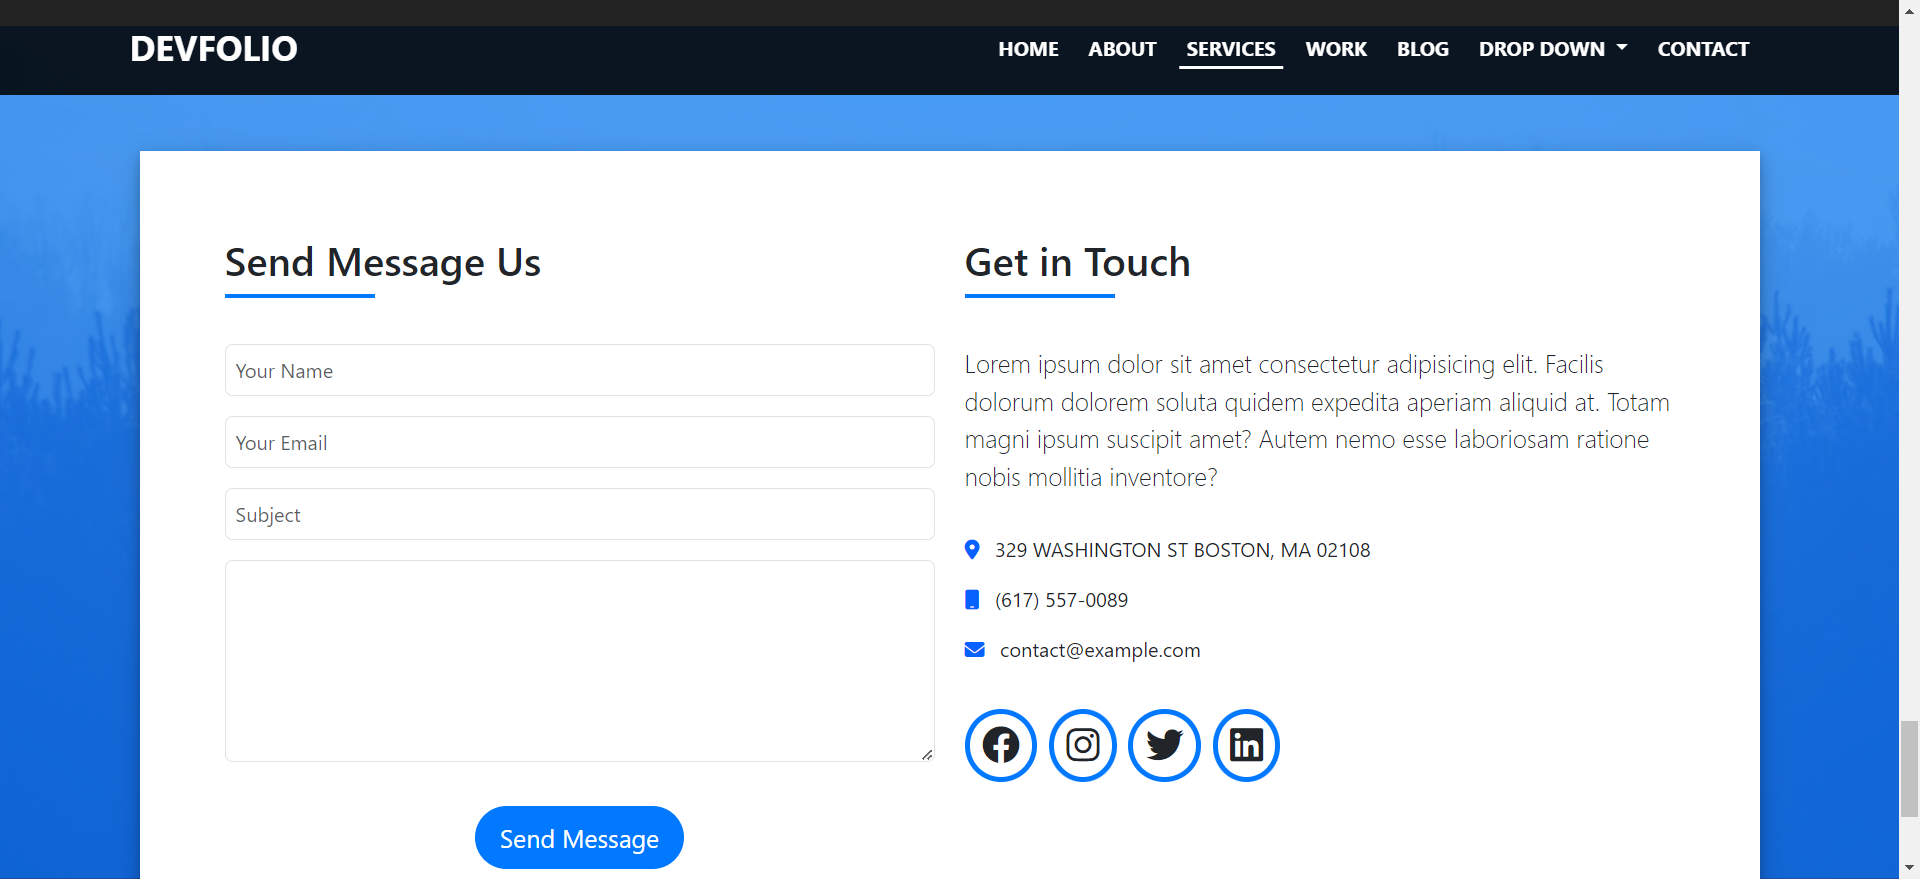 DEVFOLIO
HOME ABOUT SERVICES WORK BLOG DROP DOWN CONTACT
Send Message Us
Your Name
Your Email
Subject
Send Message
Get in Touch
Lorem ipsum dolor sit amet consectetur adipisicing elit. Facilis
dolorum dolorem soluta quidem expedita aperiam aliquid at. Totam
magni ipsum suscipit amet? Autem nemo esse laboriosam ratione
nobis mollitia inventore?
329 WASHINGTON ST BOSTON, MA 02108
(617) 557-0089
contact@example.com